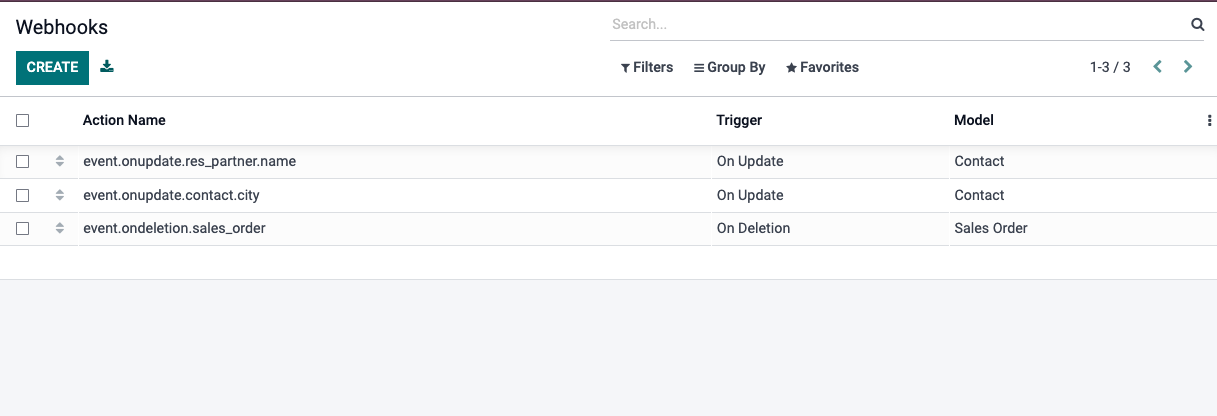 Webhooks
Search...
CREATE
Filters Group By Favorites 1-3 / 3
Action Name Trigger Model
event.onupdate.res_partner.name On Update Contact
event.onupdate.contact.city On Update Contact
event.ondeletion.sales_order On Deletion Sales Order